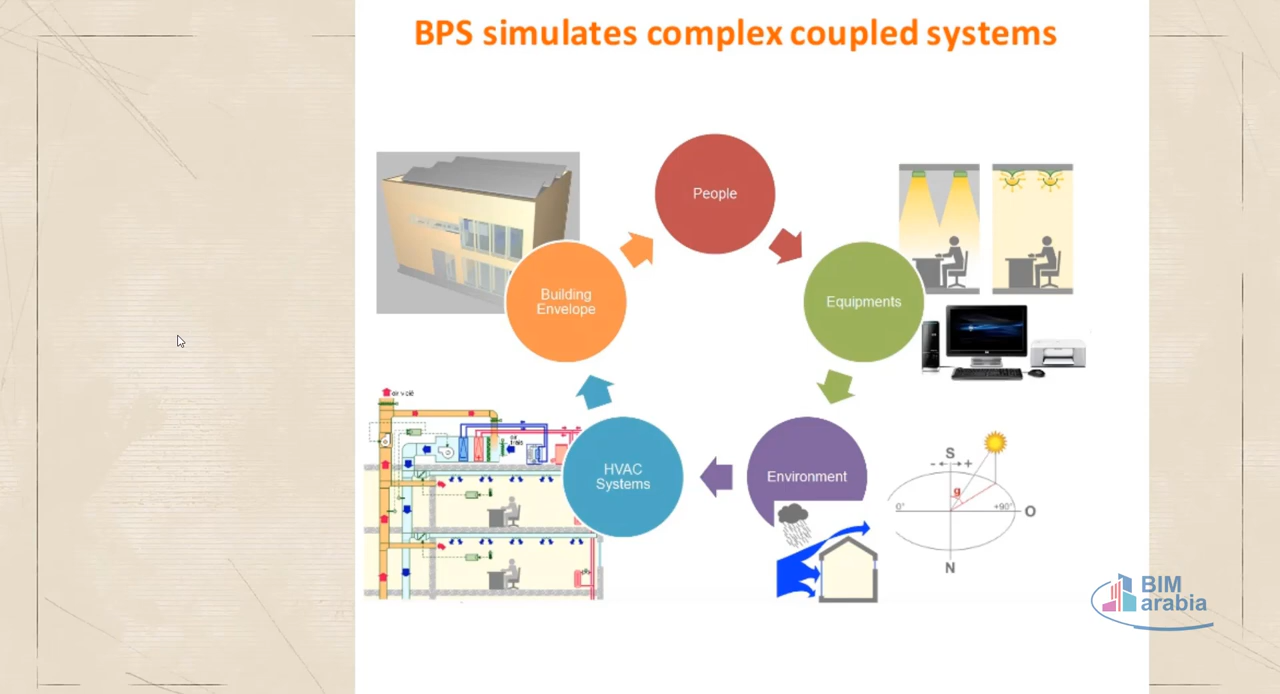 BPS simulates complex coupled systems
People
Equipments
Environment
HVAC
Systems
Building
Envelope
S
- +
g
0°
+90°
O
N
BIM
arabia